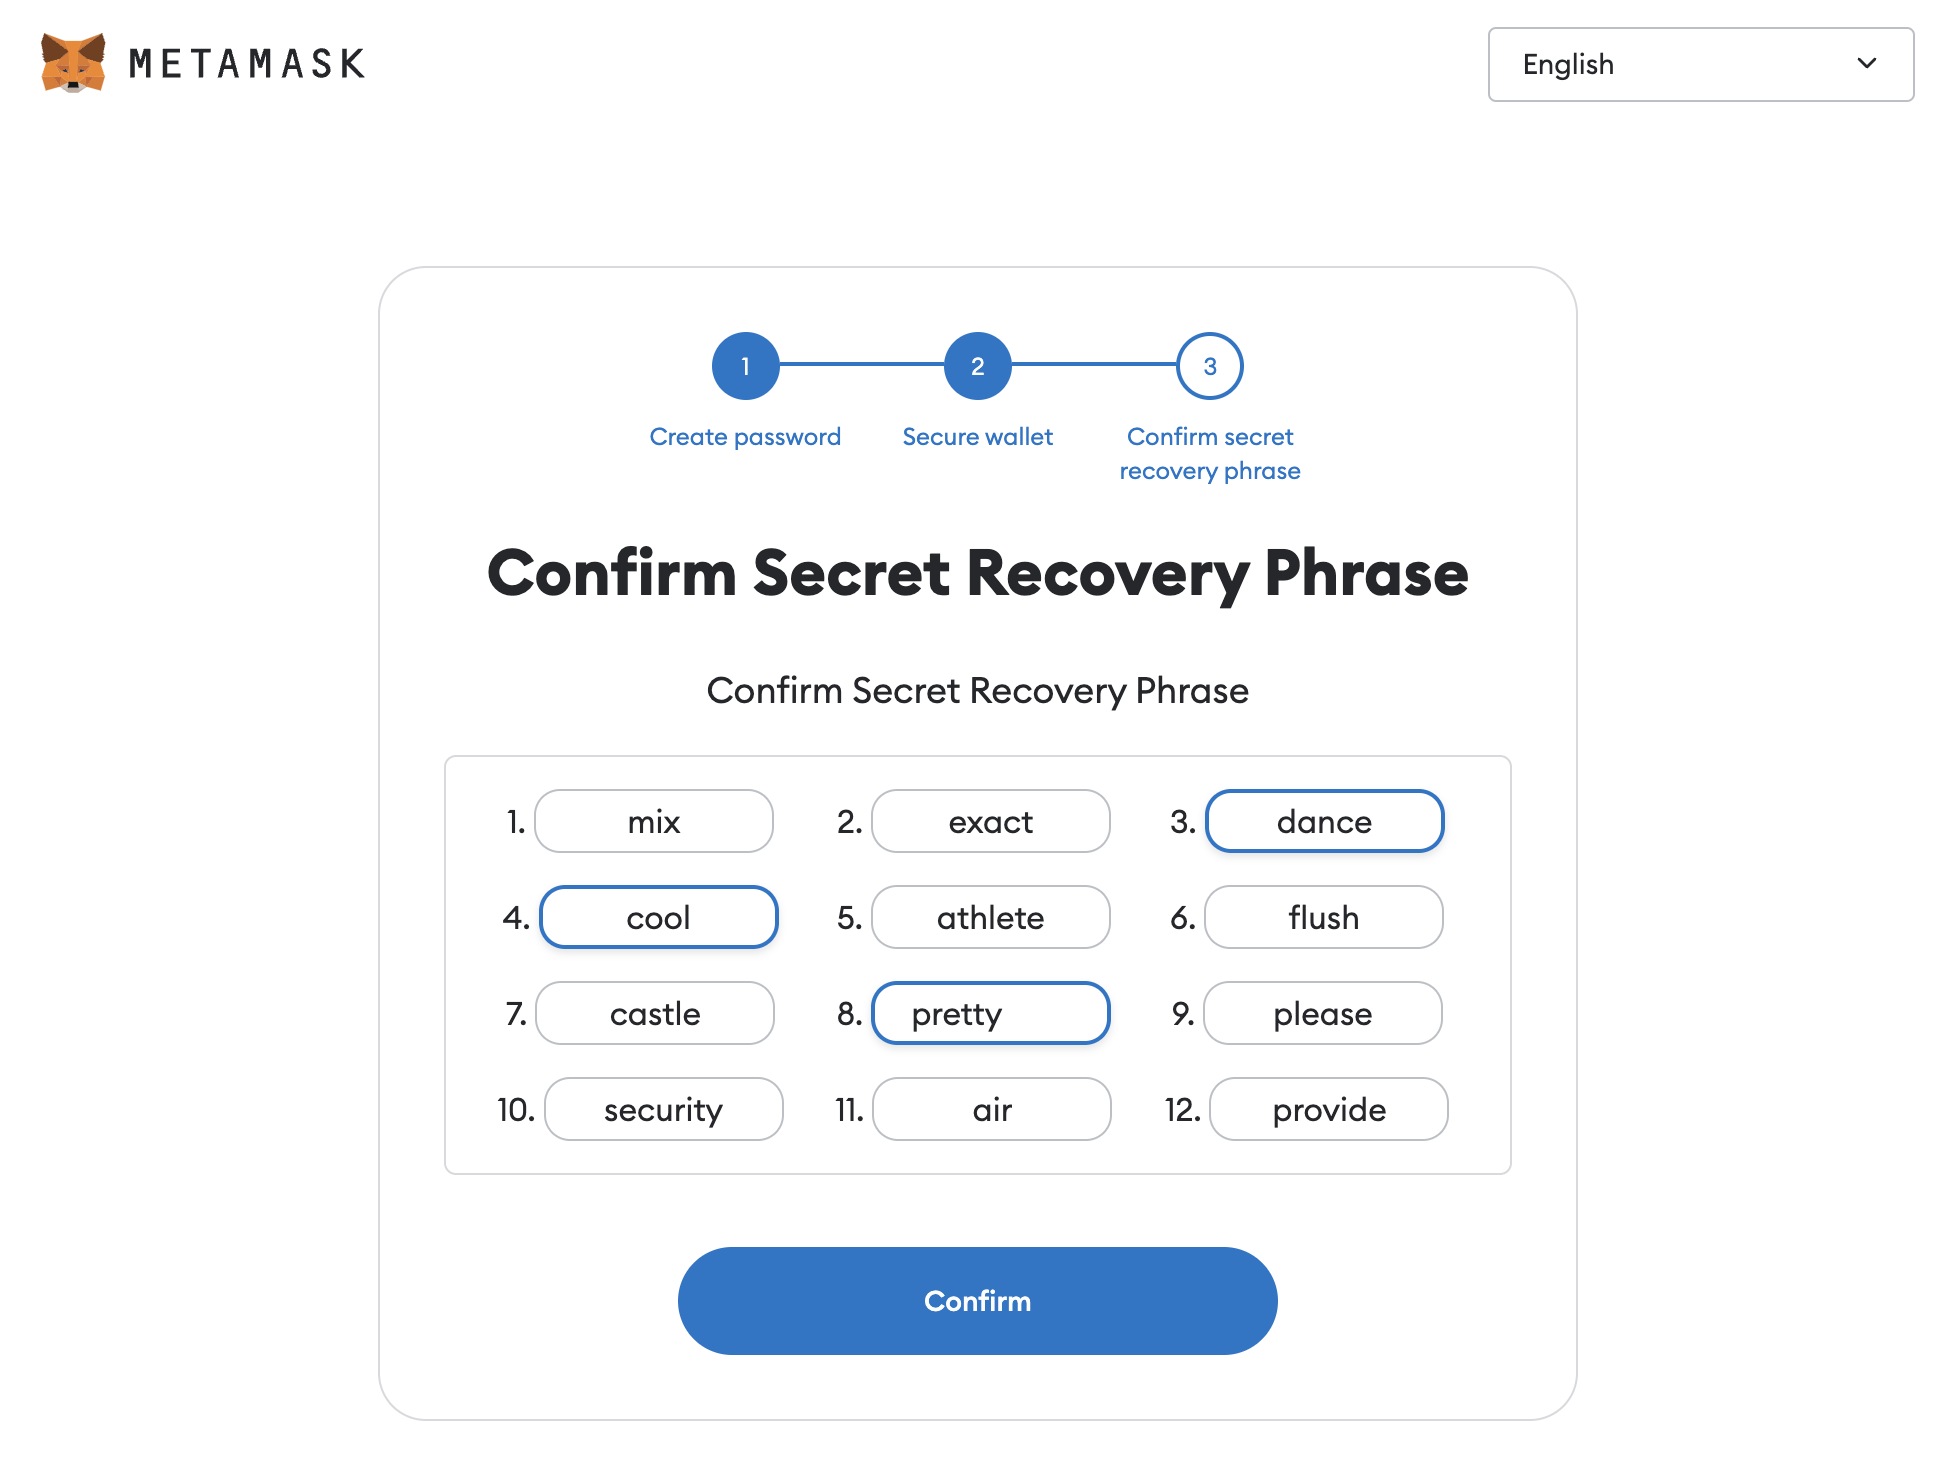 METAMASK
English
1 2 3
Create password Secure wallet Confirm secret
recovery phrase
Confirm Secret Recovery Phrase
Confirm Secret Recovery Phrase
1. mix 2. exact 3. dance
4. cool 5. athlete 6. flush
7. castle 8. pretty 9. please
10. security 11. air 12. provide
Confirm